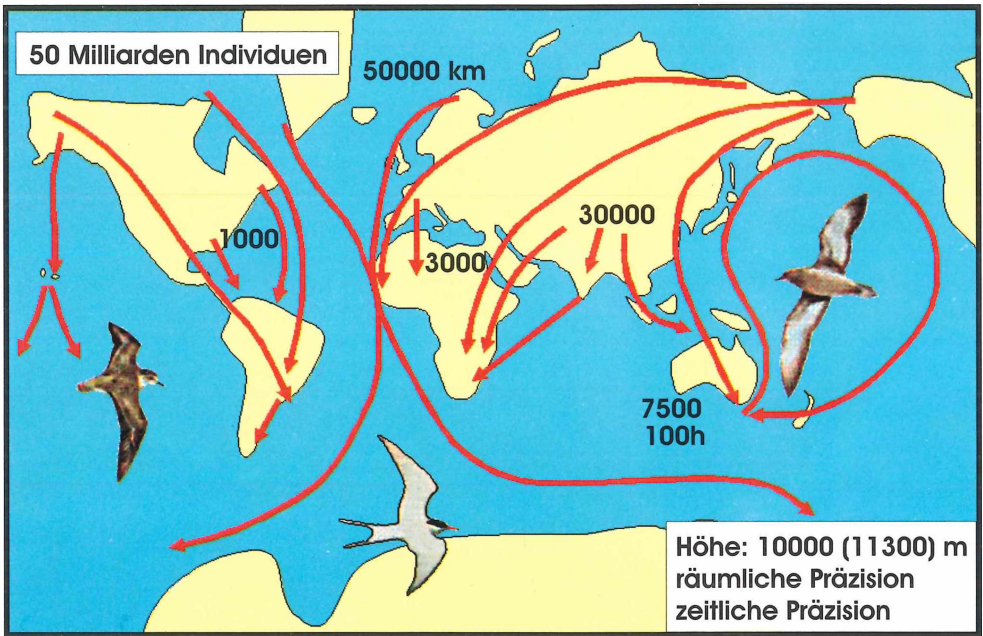 50 Milliarden Individuen
50000 km
1000
3000
30000
7500
100h
Höhe: 10000 (11300) m
räumliche Präzision
zeitliche Präzision